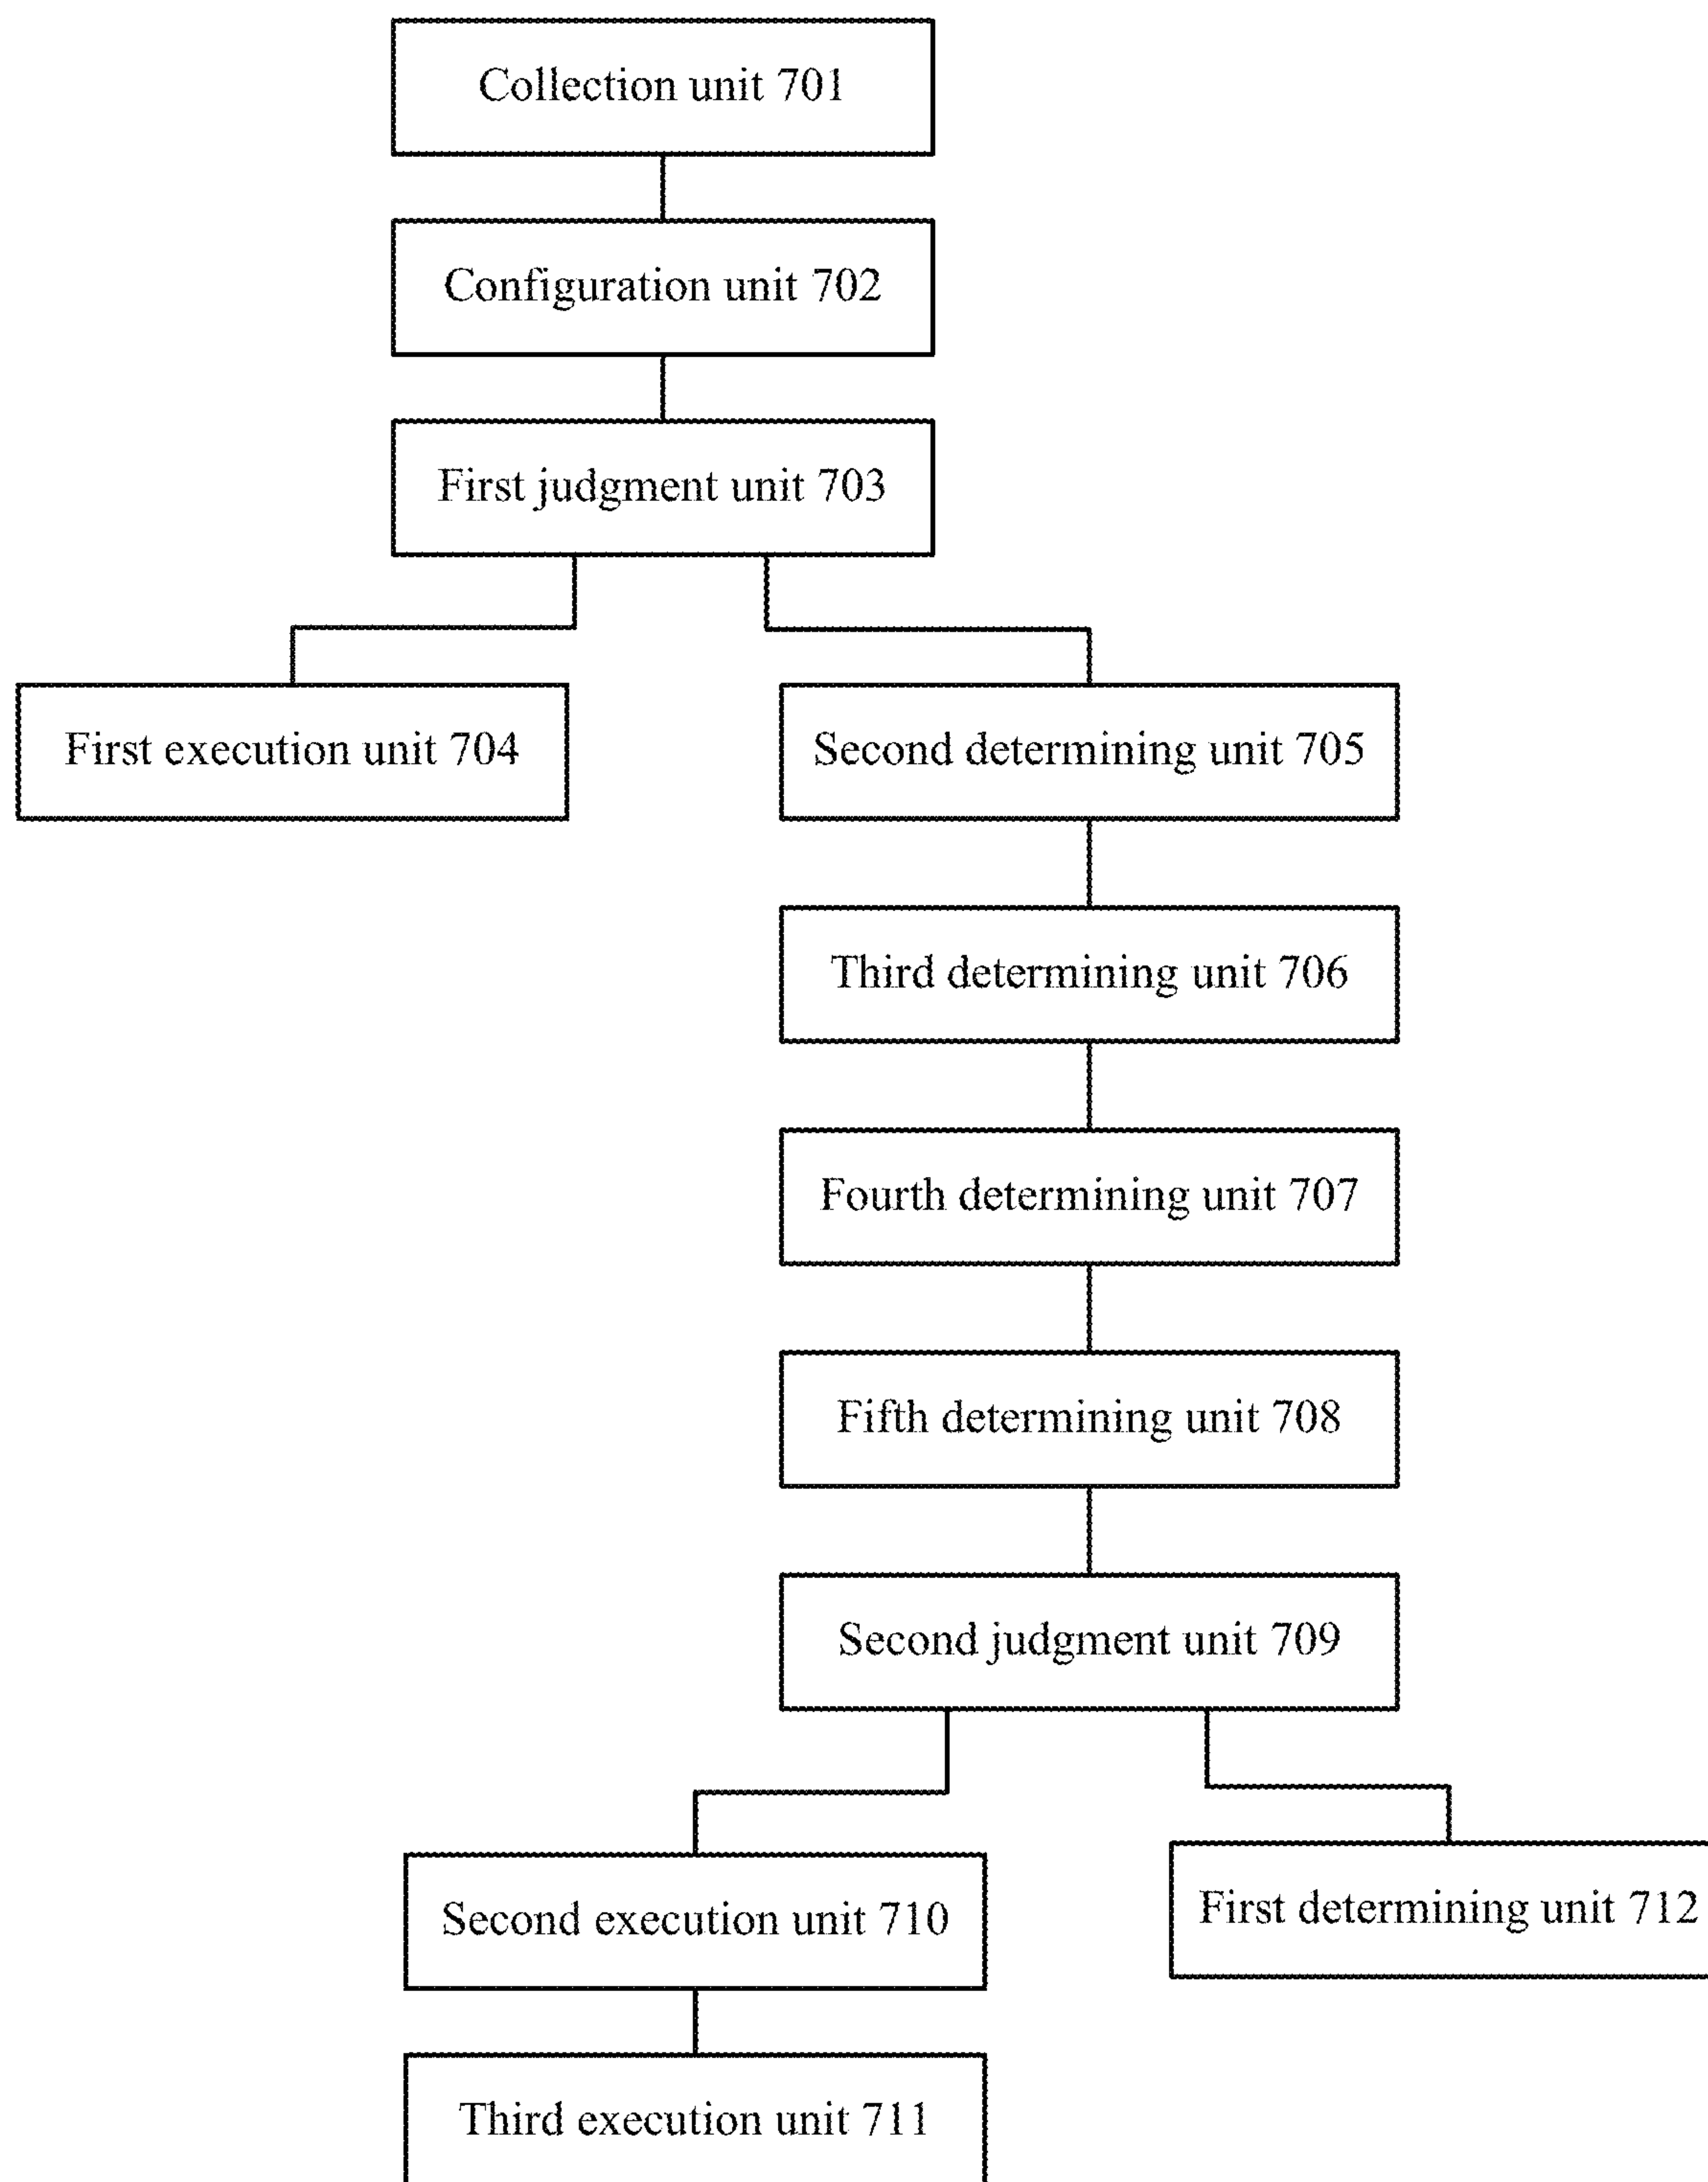 Collection unit 701
Configuration unit 702
First judgment unit 703
First execution unit 704
Second determining unit 705
Third determining unit 706
Fourth determining unit 707
Fifth determining unit 708
Second judgment unit 709
Second execution unit 710
First determining unit 712
Third execution unit 711